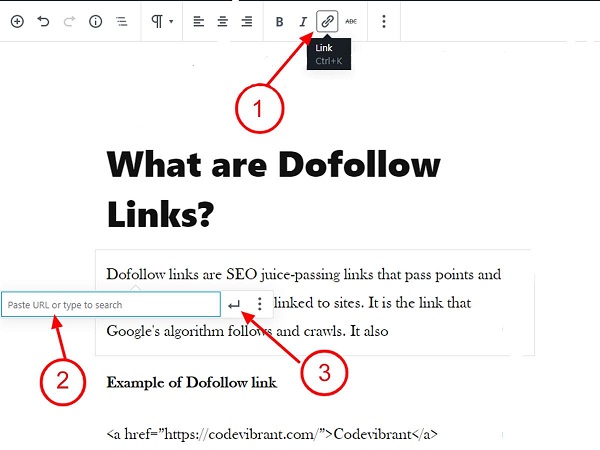 B I ABC
Link
Ctrl+K
1
What are Dofollow
Links?
Dofollow links are SEO juice-passing links that pass points and
Paste URL or type to search
linked to sites. It is the link that
Google's algorithm follows and crawls. It also
2
3
Example of Dofollow link
<a href=”https://codevibrant.com/”>Codevibrant</a>